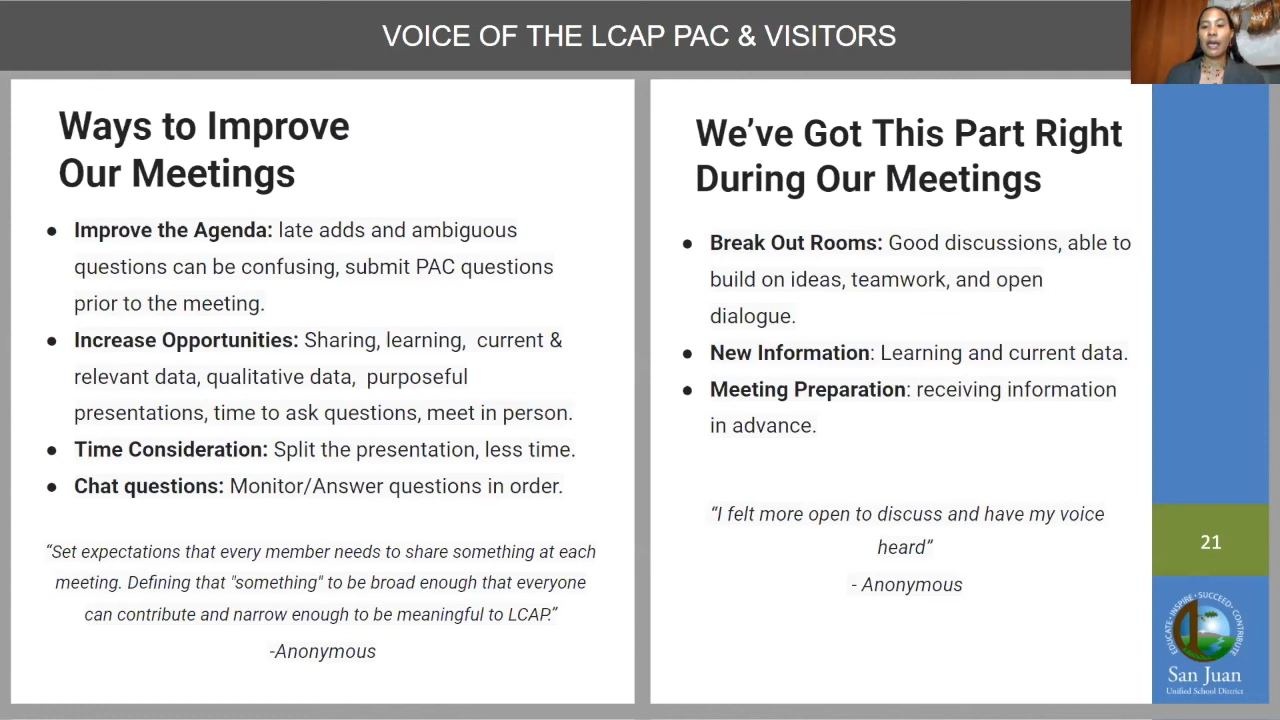 VOICE OF THE LCAP PAC & VISITORS
Ways to Improve
Our Meetings
● Improve the Agenda: late adds and ambiguous
questions can be confusing, submit PAC questions
prior to the meeting.
● Increase Opportunities: Sharing, learning, current &
relevant data, qualitative data, purposeful
presentations, time to ask questions, meet in person.
● Time Consideration: Split the presentation, less time.
● Chat questions: Monitor/Answer questions in order.
“Set expectations that every member needs to share something at each
meeting. Defining that "something" to be broad enough that everyone
can contribute and narrow enough to be meaningful to LCAP.”
-Anonymous
We’ve Got This Part Right
During Our Meetings
● Break Out Rooms: Good discussions, able to
build on ideas, teamwork, and open
dialogue.
● New Information: Learning and current data.
● Meeting Preparation: receiving information
in advance.
“I felt more open to discuss and have my voice
heard”
- Anonymous
21
EDUCATE • INSPIRE • SUCCEED • CONTRIBUTE
San Juan
Unified School District